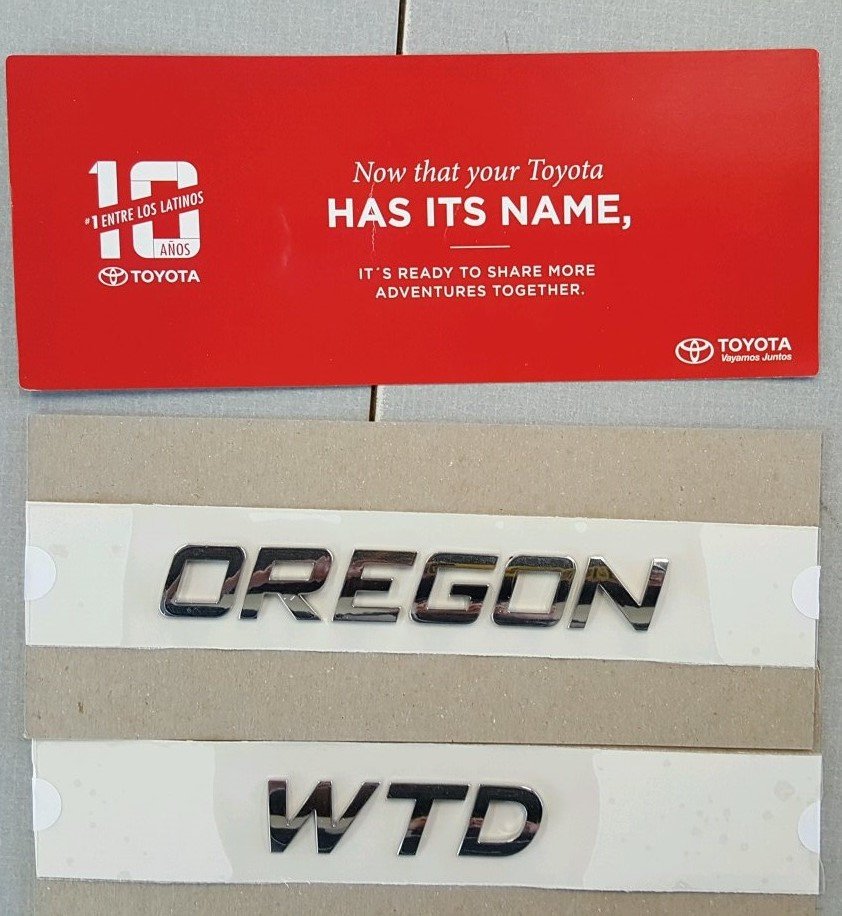 10
#1 ENTRE LOS LATINOS
AÑOS
TOYOTA
Now that your Toyota
HAS ITS NAME,
IT´S READY TO SHARE MORE
ADVENTURES TOGETHER.
TOYOTA
Vayamos Juntos
OREGON
WTD